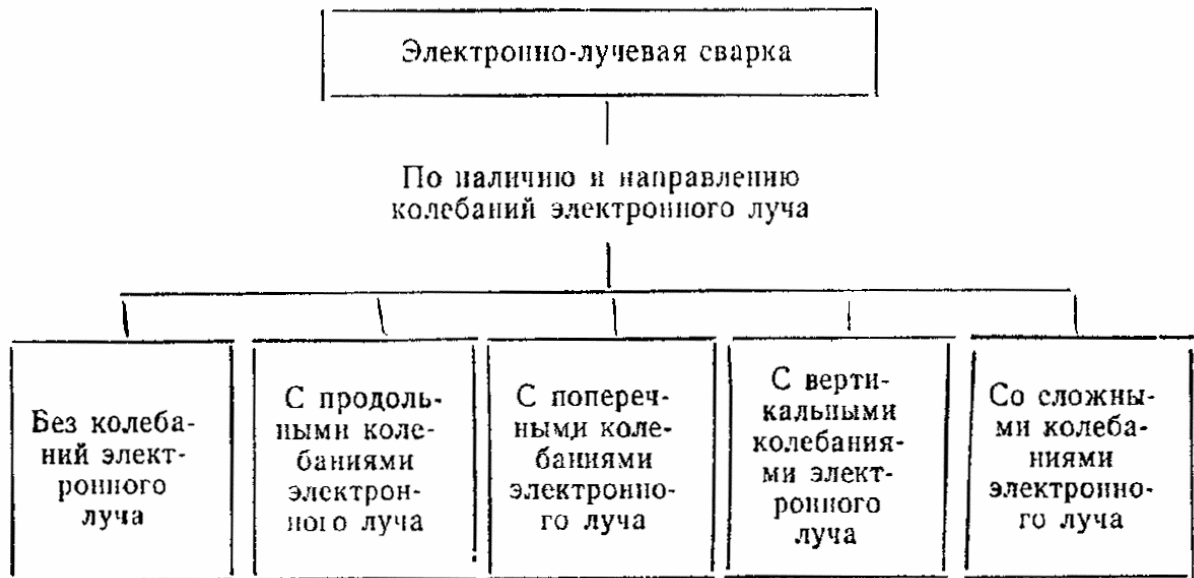 Электронно-лучевая сварка
По наличию и направлению
колебаний электронного луча
Без колеба-
ний элект-
ронного
луча
С продоль-
ными коле-
баниями
электрон-
ного луча
С попереч-
ными коле-
баниями
электронно-
го луча
С верти-
кальными
колебания-
ми элект-
ронного
луча
Со сложны-
ми колеба-
ниями
электронно-
го луча